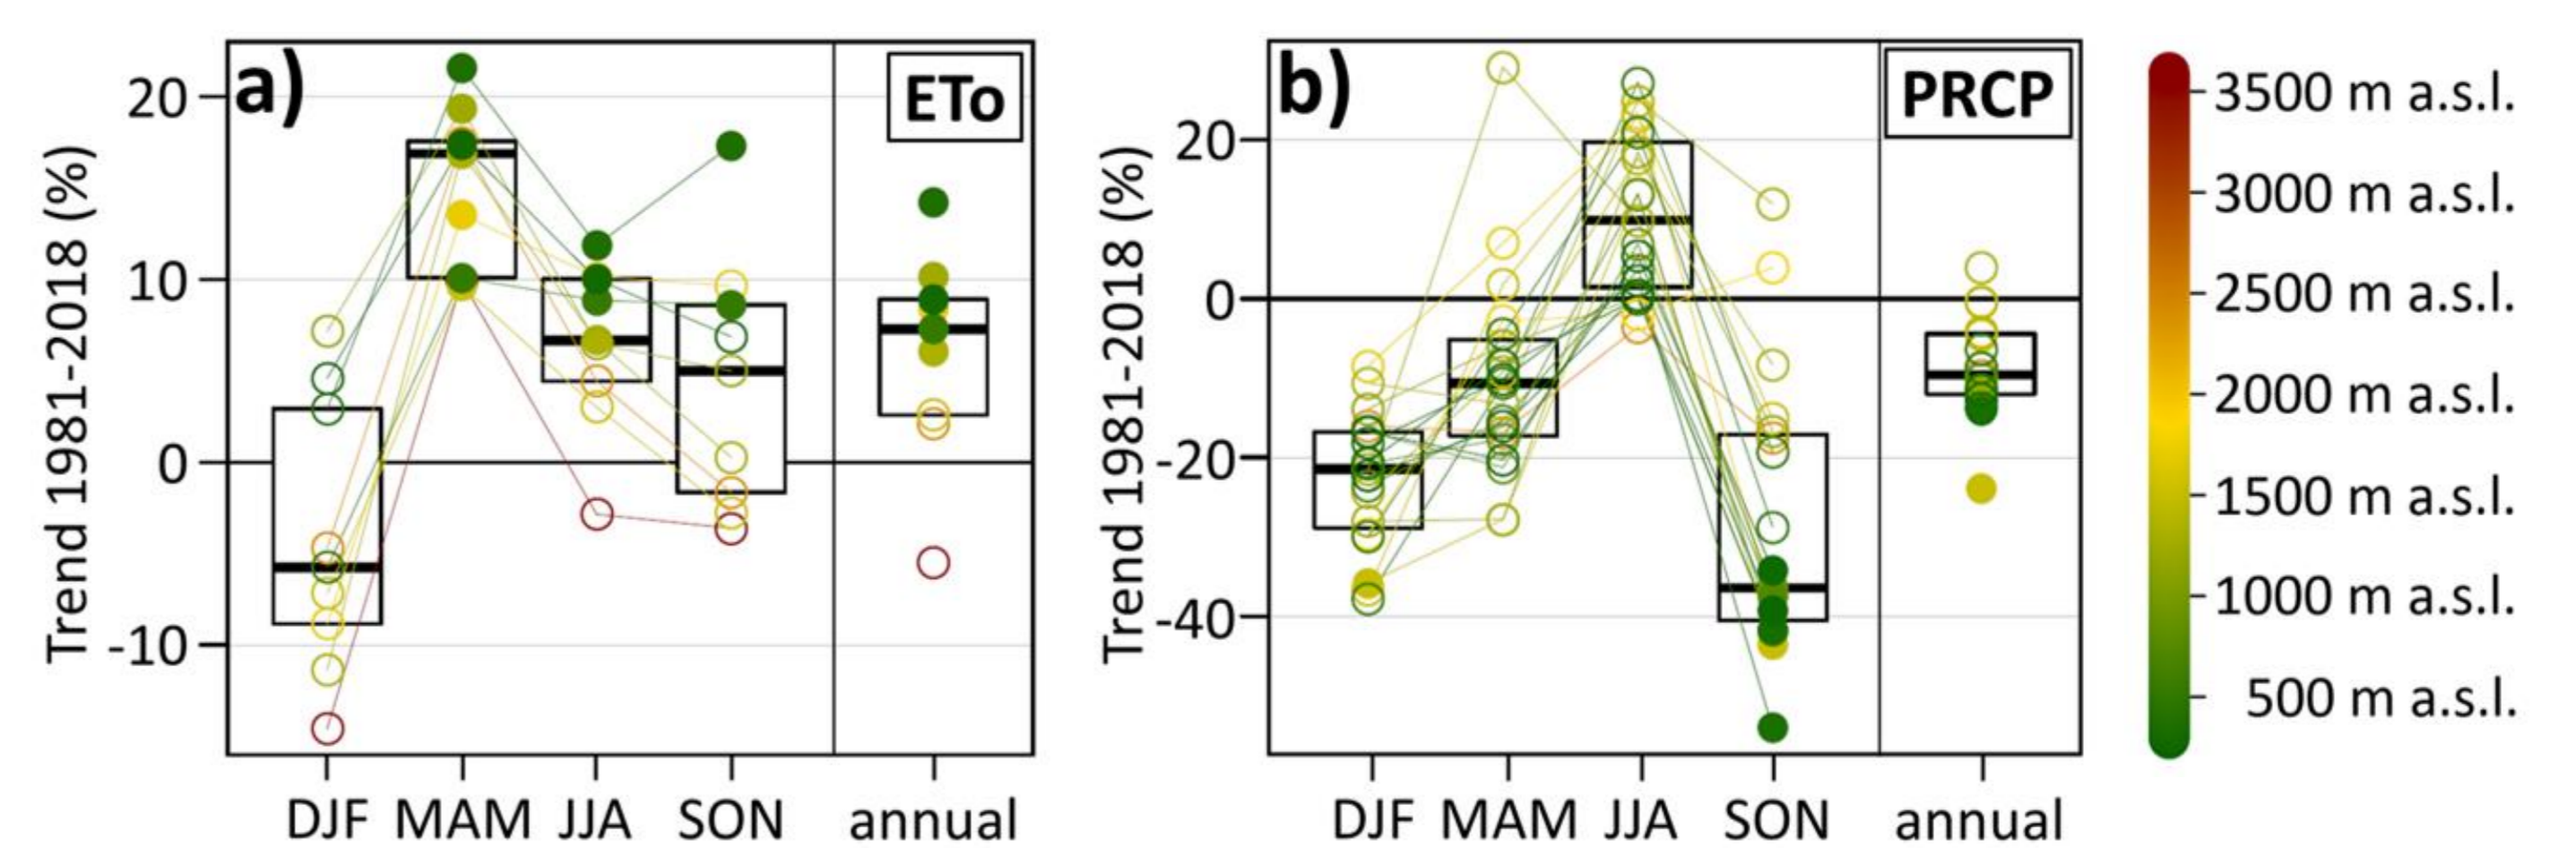 a)
ETo
Trend 1981-2018 (%)
20
10
0
-10
DJF MAM JJA SON annual
b)
PRCP
Trend 1981-2018 (%)
20
0
-20
-40
DJF MAM JJA SON annual
3500 m a.s.l.
3000 m a.s.l.
2500 m a.s.l.
2000 m a.s.l.
1500 m a.s.l.
1000 m a.s.l.
500 m a.s.l.